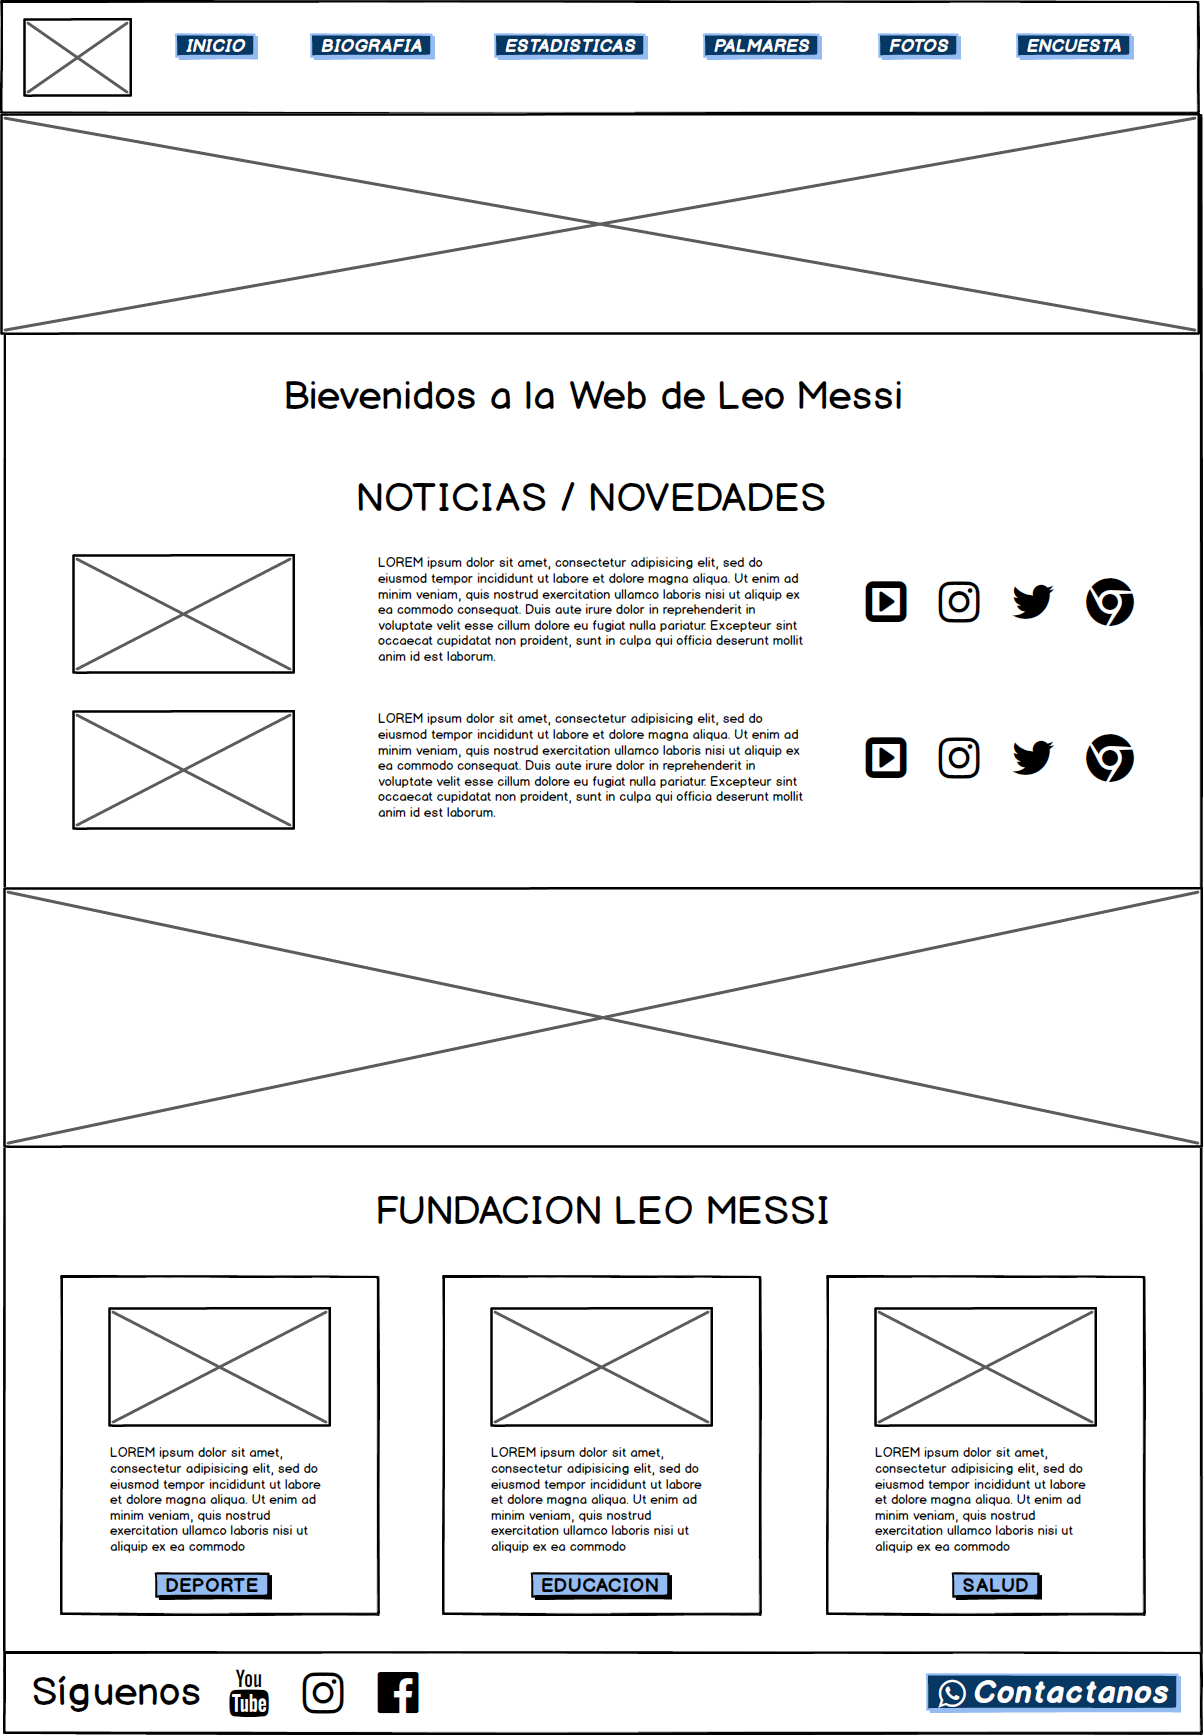 INICIO BIOGRAFIA ESTADISTICAS PALMARES FOTOS ENCUESTA
Bievenidos a la Web de Leo Messi
NOTICIAS / NOVEDADES
LOREM ipsum dolor sit amet, consectetur adipisicing elit, sed do
eiusmod tempor incididunt ut labore et dolore magna aliqua. Ut enim ad
minim veniam, quis nostrud exercitation ullamco laboris nisi ut aliquip ex
ea commodo consequat. Duis aute irure dolor in reprehenderit in
voluptate velit esse cillum dolore eu fugiat nulla pariatur. Excepteur sint
occaecat cupidatat non proident, sunt in culpa qui officia deserunt mollit
anim id est laborum.
LOREM ipsum dolor sit amet, consectetur adipisicing elit, sed do
eiusmod tempor incididunt ut labore et dolore magna aliqua. Ut enim ad
minim veniam, quis nostrud exercitation ullamco laboris nisi ut aliquip ex
ea commodo consequat. Duis aute irure dolor in reprehenderit in
voluptate velit esse cillum dolore eu fugiat nulla pariatur. Excepteur sint
occaecat cupidatat non proident, sunt in culpa qui officia deserunt mollit
anim id est laborum.
FUNDACION LEO MESSI
LOREM ipsum dolor sit amet,
consectetur adipisicing elit, sed do
eiusmod tempor incididunt ut labore
et dolore magna aliqua. Ut enim ad
minim veniam, quis nostrud
exercitation ullamco laboris nisi ut
aliquip ex ea commodo
DEPORTE
LOREM ipsum dolor sit amet,
consectetur adipisicing elit, sed do
eiusmod tempor incididunt ut labore
et dolore magna aliqua. Ut enim ad
minim veniam, quis nostrud
exercitation ullamco laboris nisi ut
aliquip ex ea commodo
EDUCACION
LOREM ipsum dolor sit amet,
consectetur adipisicing elit, sed do
eiusmod tempor incididunt ut labore
et dolore magna aliqua. Ut enim ad
minim veniam, quis nostrud
exercitation ullamco laboris nisi ut
aliquip ex ea commodo
SALUD
Síguenos
You
Tube
Contactanos